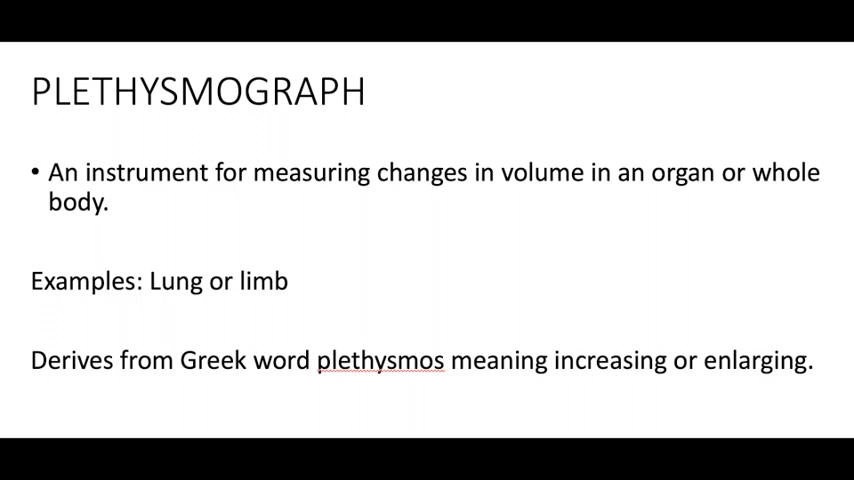 PLETHYSMOGRAPH
• An instrument for measuring changes in volume in an organ or whole
body.
Examples: Lung or limb
Derives from Greek word plethysmos meaning increasing or enlarging.